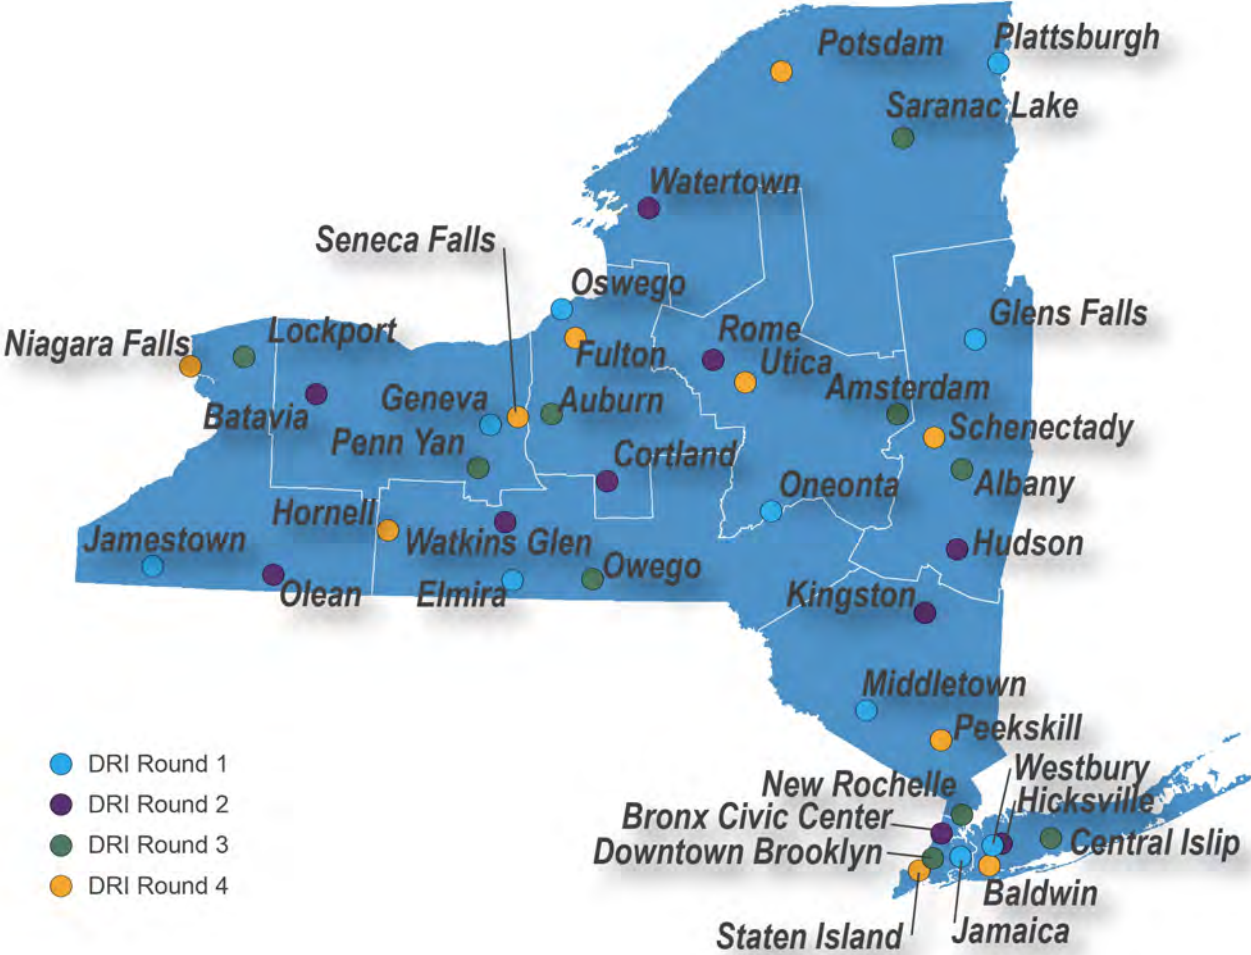 Potsdam
Plattsburgh
Saranac Lake
Watertown
Seneca Falls
Oswego
Glens Falls
Niagara Falls
Lockport
Rome
Fulton
Utica
Batavia
Geneva
Auburn
Amsterdam
Schenectady
Penn Yan
Cortland
Oneonta
Albany
Hornell
Watkins Glen
Hudson
Jamestown
Olean
Elmira
Owego
Kingston
Middletown
Peekskill
Westbury
New Rochelle
Hicksville
Bronx Civic Center
Central Islip
Downtown Brooklyn
Baldwin
Staten Island
Jamaica
DRI Round 1
DRI Round 2
DRI Round 3
DRI Round 4